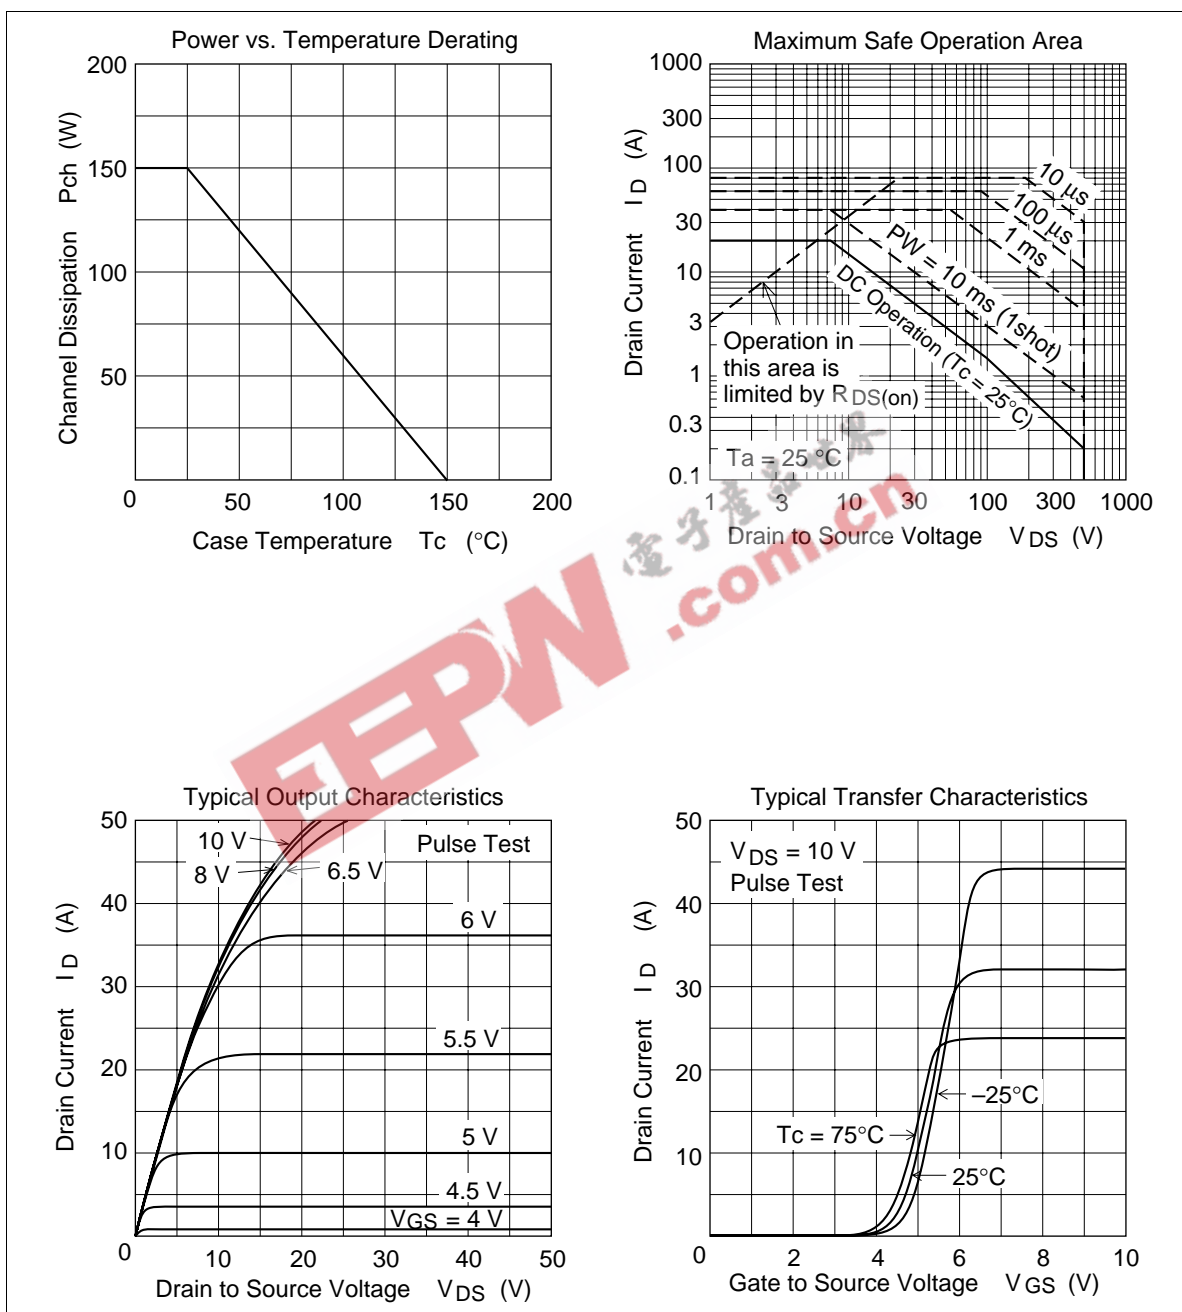 Power vs. Temperature Derating
200
150
100
50
0
50
100
150
200
Channel Dissipation Pch (W)
Case Temperature Tc (°C)
Maximum Safe Operation Area
1000
300
100
30
10
3
1
0.3
0.1
1
3
10
30
100
300
1000
Drain Current I D (A)
10 µs
100 µs
1 ms
PW = 10 ms (1shot)
DC Operation (Tc = 25°C)
Operation in
this area is
limited by R DS(on)
Ta = 25 °C
Drain to Source Voltage V DS (V)
電子產品世界
EEPW.com.cn
Typical Output Characteristics
50
40
30
20
10
0
10
20
30
40
50
Drain Current I D (A)
10 V
8 V
6.5 V
Pulse Test
6 V
5.5 V
5 V
4.5 V
VGS = 4 V
Drain to Source Voltage V DS (V)
Typical Transfer Characteristics
50
40
30
20
10
0
2
4
6
8
10
Drain Current I D (A)
V DS = 10 V
Pulse Test
–25°C
Tc = 75°C
25°C
Gate to Source Voltage V GS (V)